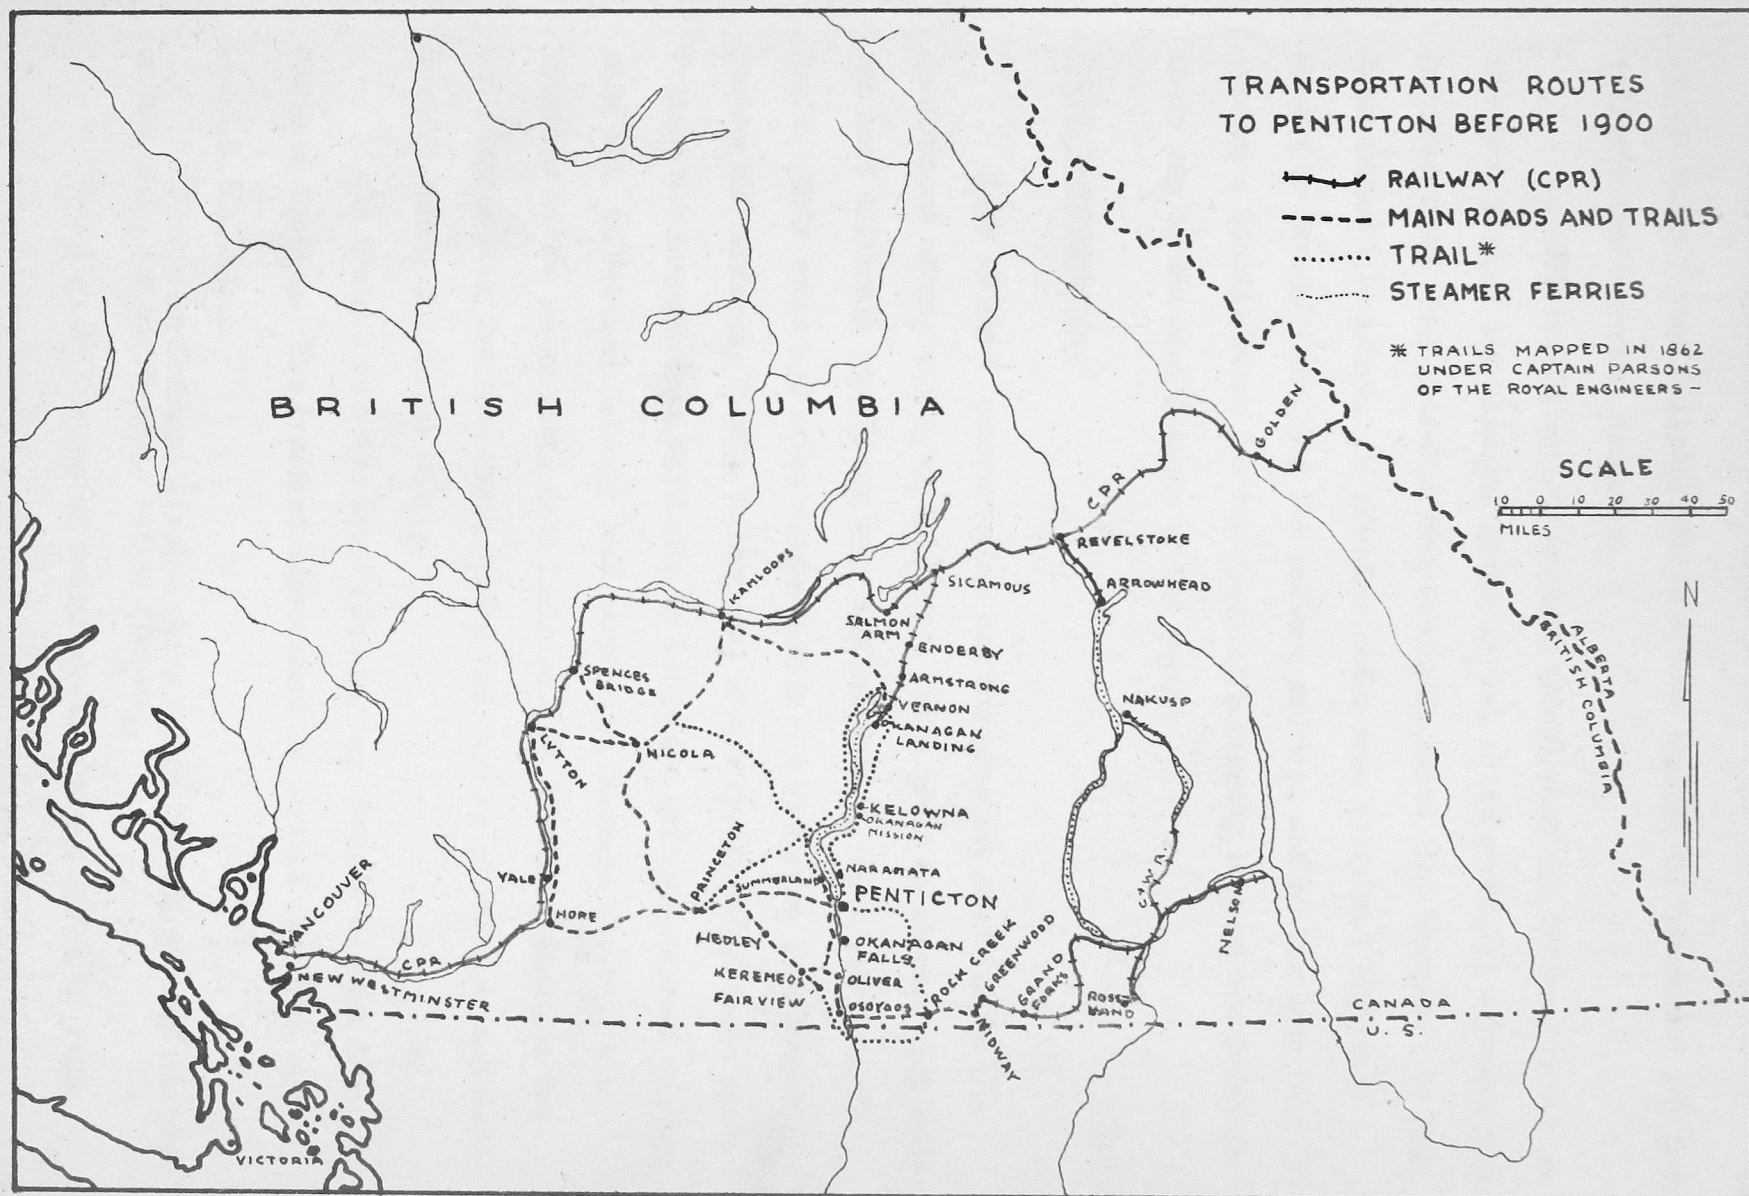 TRANSPORTATION ROUTES
TO PENTICTON BEFORE 1900
RAILWAY (CPR)
MAIN ROADS AND TRAILS
TRAIL*
STEAMER FERRIES
* TRAILS MAPPED IN 1862
UNDER CAPTAIN PARSONS
OF THE ROYAL ENGINEERS-
BRITISH COLUMBIA
SCALE
10 0 10 20 30 40 50
MILES
N
GOLDEN
CPR
REVELSTOKE
ARROWHEAD
SICAMOUS
KAMLOOPS
SALMON
ARM
ENDERBY
ARMSTRONG
VERNON
OKANAGAN
LANDING
SPENCES
BRIDGE
NICOLA
LYTTON
NAKUSP
ALBERTA
BRITISH COLUMBIA
KELOWNA
OKANAGAN
MISSION
NARAMATA
PENTICTON
SUMMERLAND
PRINCETON
YALE
HOPE
VANCOUVER
CPR
NEW WESTMINSTER
HEDLEY
KEREMEOS
FAIRVIEW
OKANAGAN
FALLS
OLIVER
OSOYOOS
ROCK CREEK
GREENWOOD
MIDWAY
GRAND
FORKS
ROSS
LAND
NELSON
CANADA
U.S.
VICTORIA